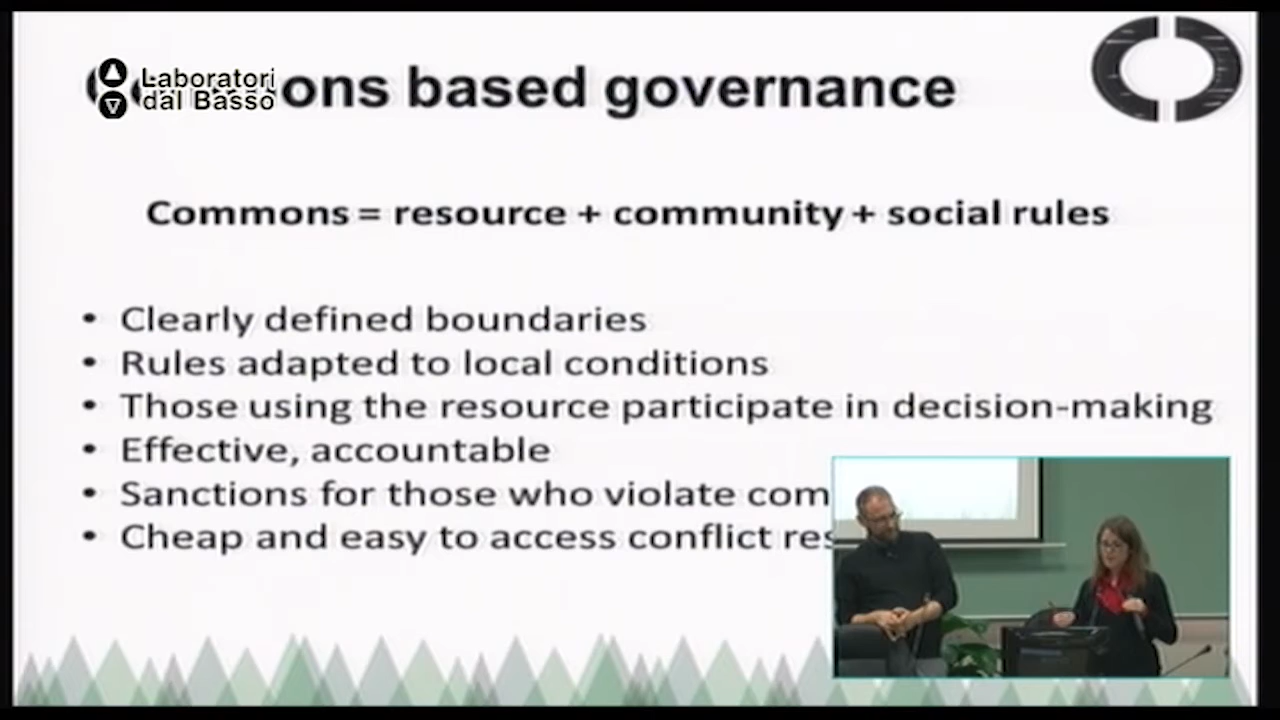 Laboratori
dal Basso
ons based governance
Commons = resource + community + social rules
• Clearly defined boundaries
• Rules adapted to local conditions
• Those using the resource participate in decision-making
• Effective, accountable
• Sanctions for those who violate com
• Cheap and easy to access conflict res